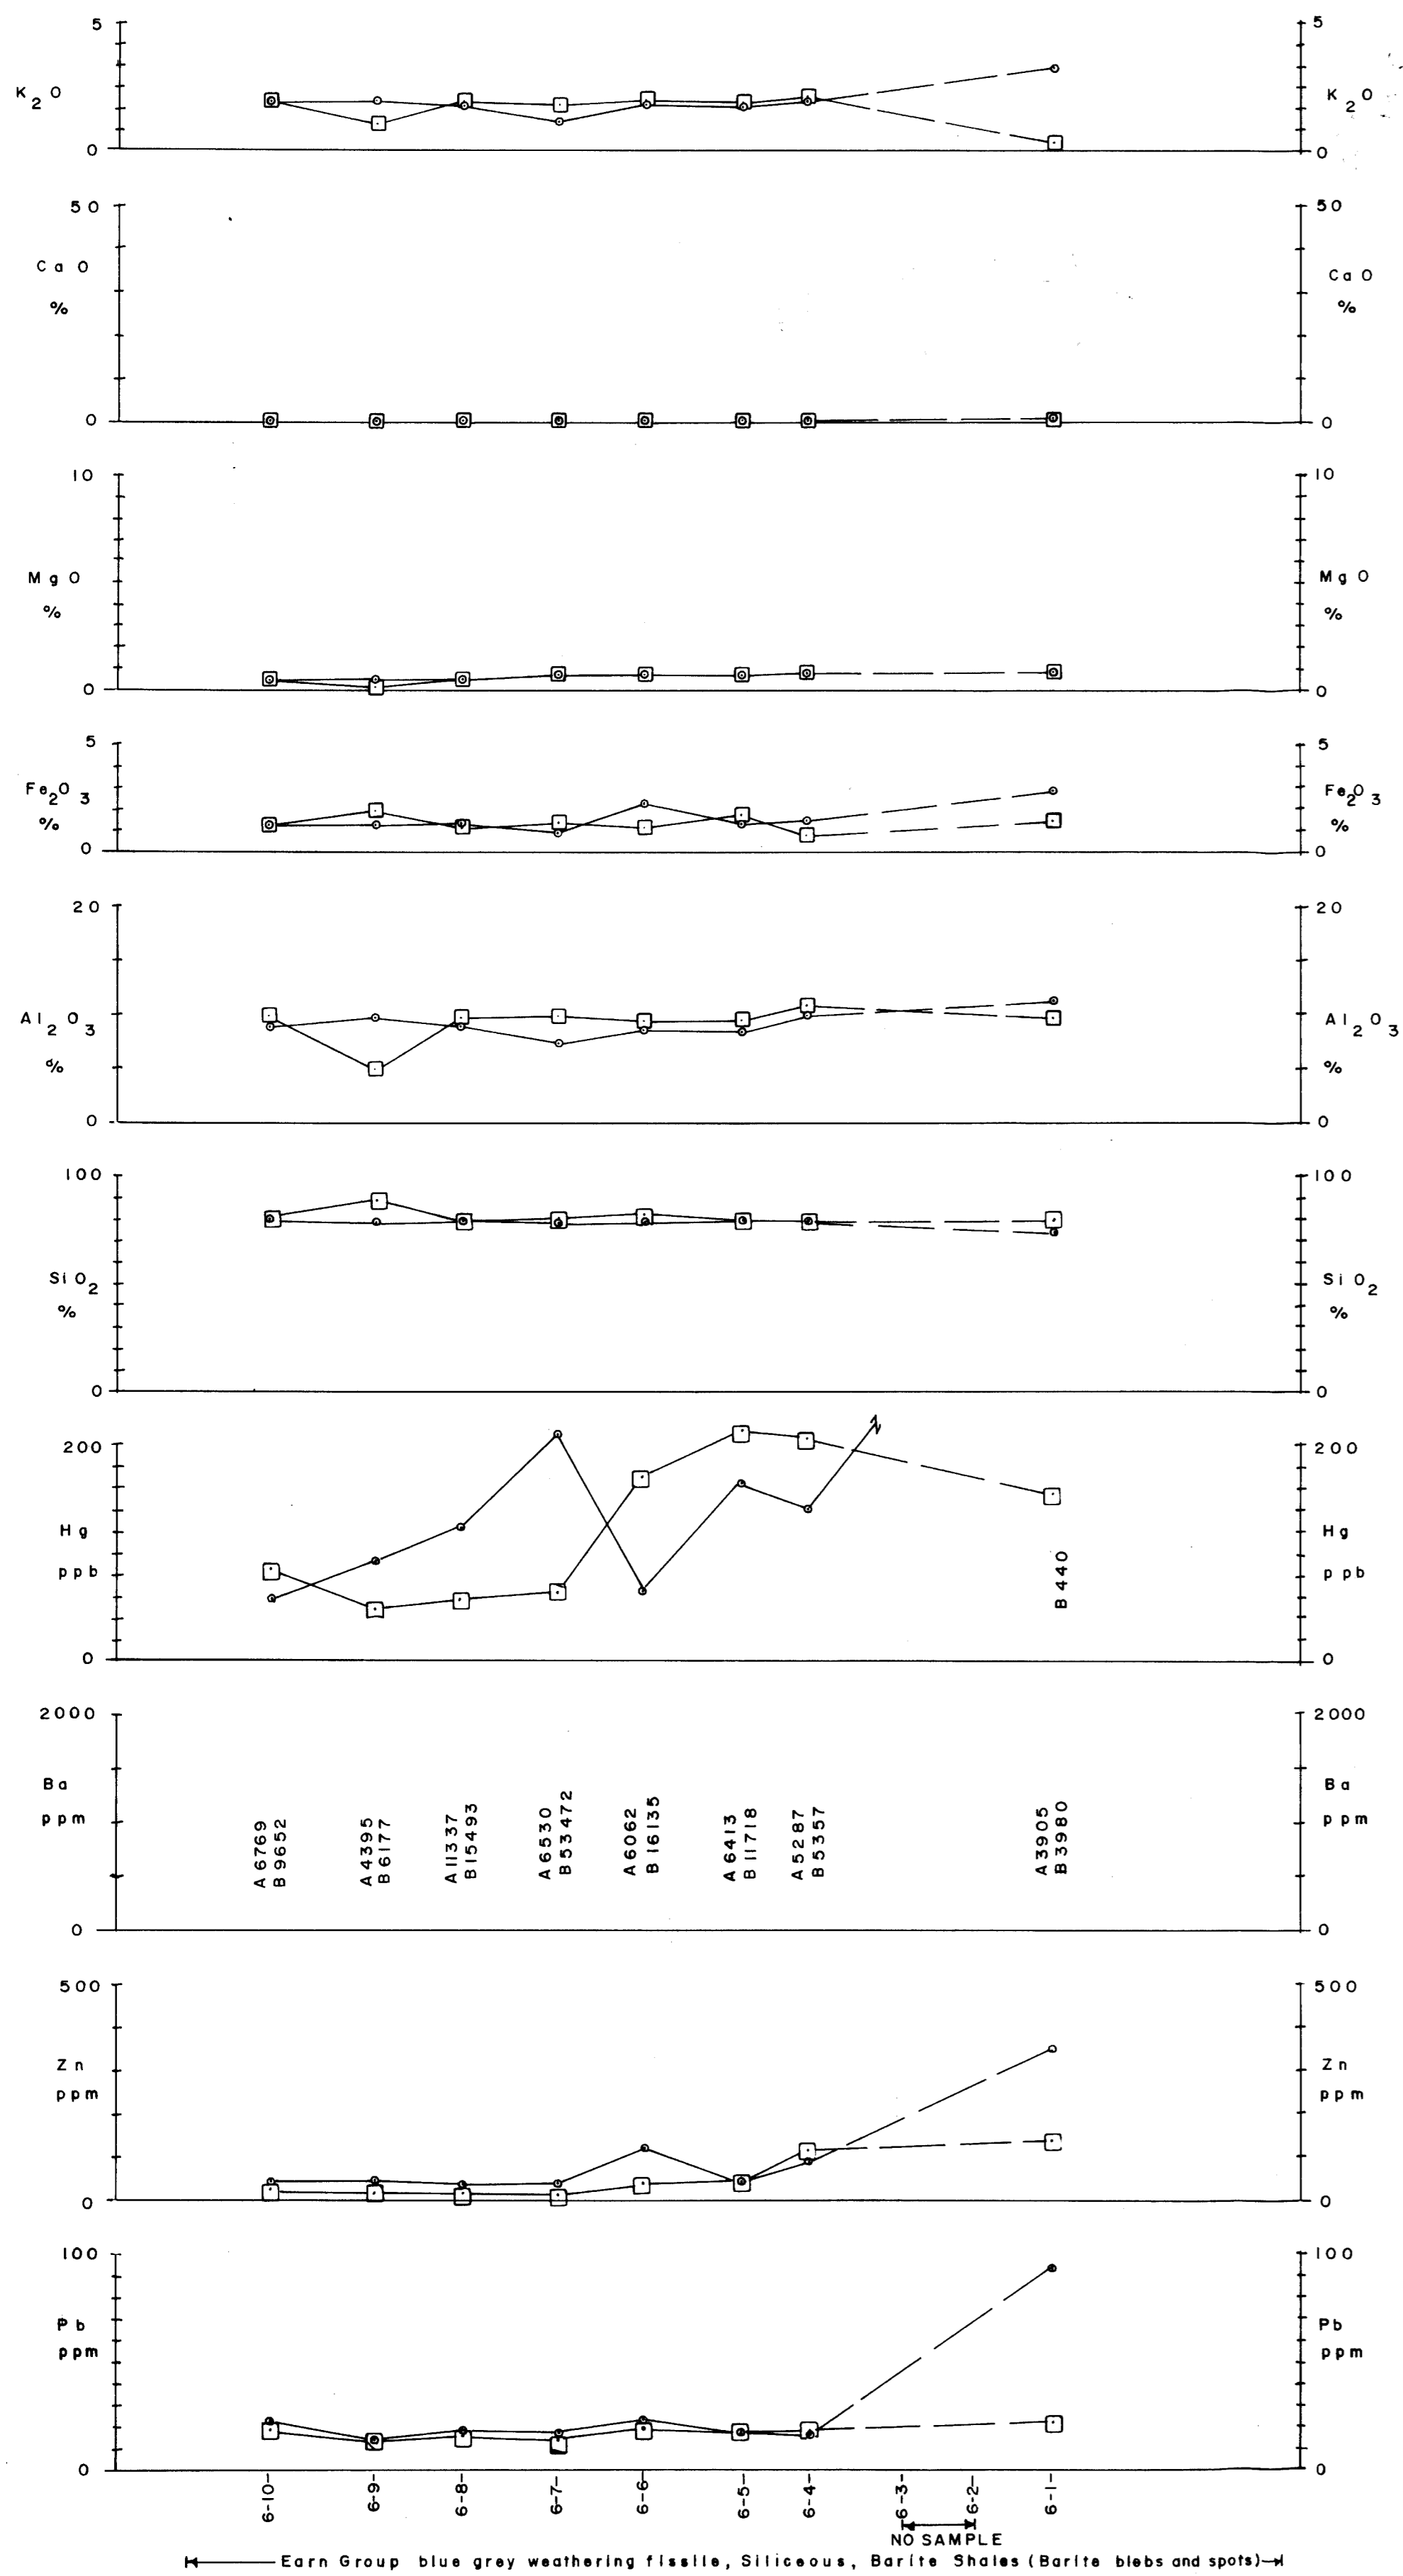 5 5
K2O K2O
0 0
50 50
CaO CaO
% %
0 0
10 10
MgO MgO
% %
0 0
5 5
Fe2O3 Fe2O3
% %
0 0
20 20
Al2O3 Al2O3
% %
0 0
100 100
SiO2 SiO2
% %
0 0
200 200
Hg Hg
ppb ppb
B 440
0 0
2000 2000
Ba Ba
ppm ppm
A 6769
B 9652
A 4395
B 6177
A 11337
B 15493
A 6530
B 53472
A 6062
B 16135
A 6413
B 11718
A 5287
B 5357
A 3905
B 3980
0 0
500 500
Zn Zn
ppm ppm
0 0
100 100
Pb Pb
ppm ppm
0 0
6-10 6-9 6-8 6-7 6-6 6-5 6-4 6-3 6-2 6-1
NO SAMPLE
Earn Group blue grey weathering fissile, Siliceous, Barite Shales (Barite blebs and spots)